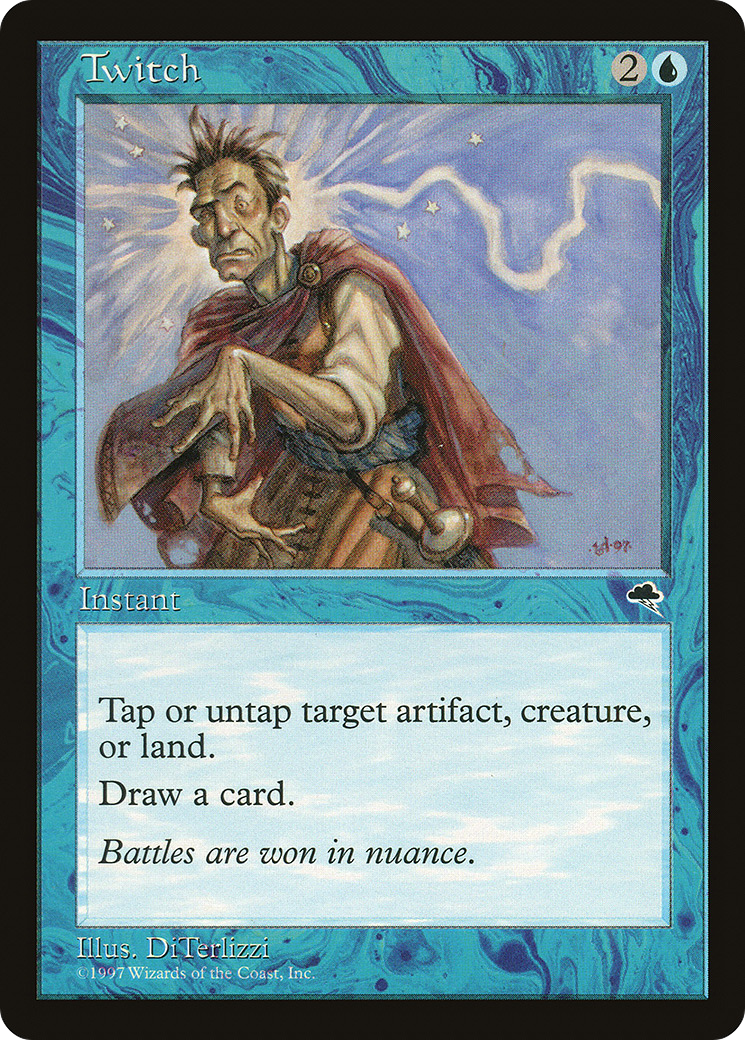 Twitch 2
Instant
Tap or untap target artifact, creature,
or land.
Draw a card.
Battles are won in nuance.
Illus. DiTerlizzi
©1997 Wizards of the Coast, Inc.